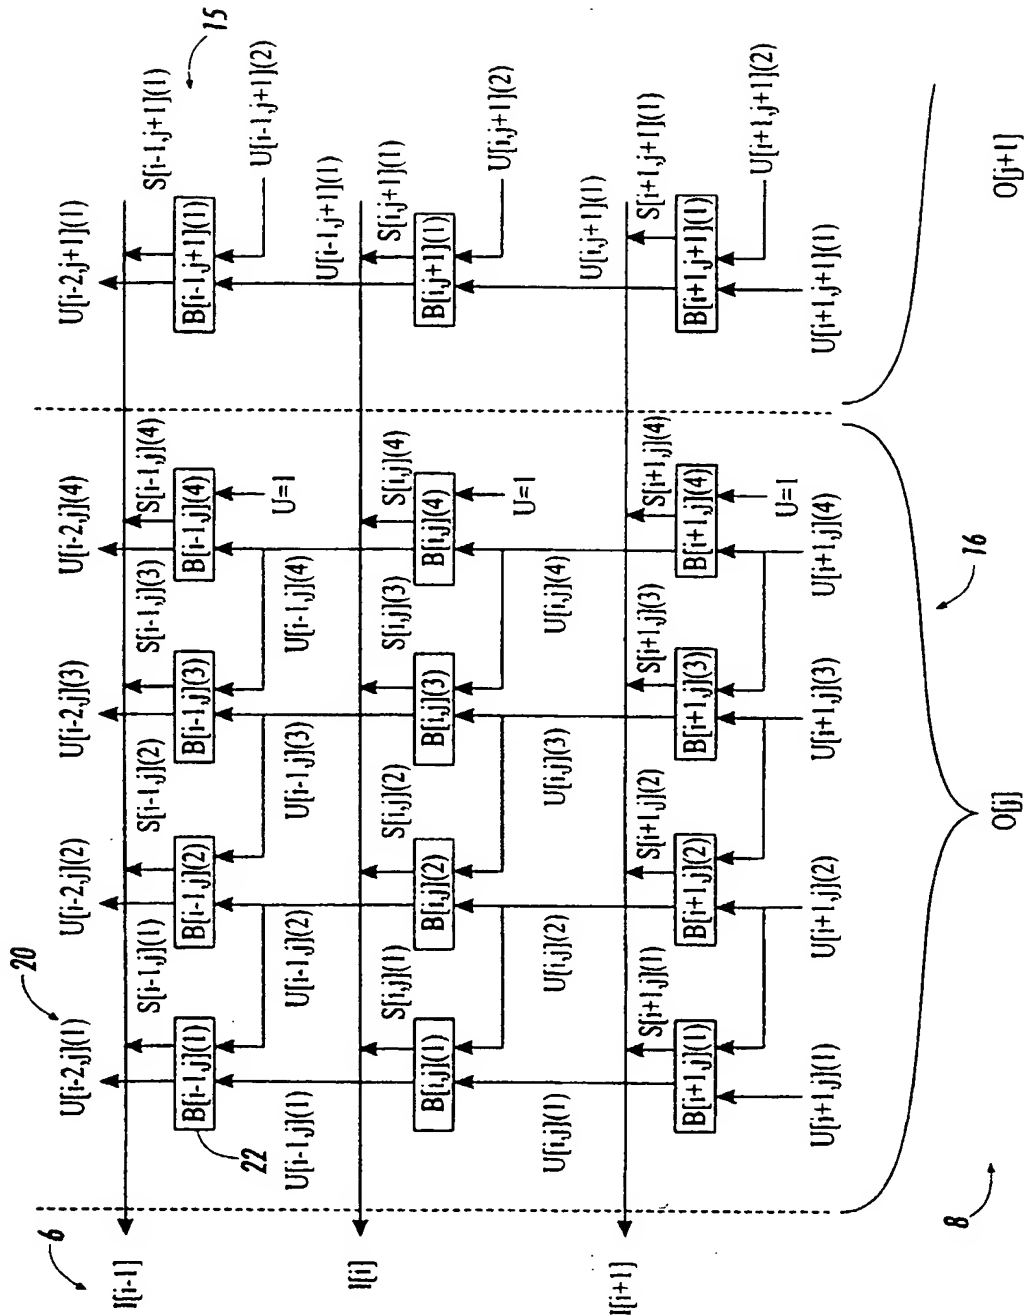 20
6
U[i-2,j](1)
U[i-2,j](2)
U[i-2,j](3)
U[i-2,j](4)
U[i-2,j+1](1)
15
I[i-1]
S[i-1,j](1)
S[i-1,j](2)
S[i-1,j](3)
S[i-1,j](4)
S[i-1,j+1](1)
B[i-1,j](1)
B[i-1,j](2)
B[i-1,j](3)
B[i-1,j](4)
B[i-1,j+1](1)
22
U[i-1,j+1](2)
U=1
U[i-1,j](1)
U[i-1,j](2)
U[i-1,j](3)
U[i-1,j](4)
U[i-1,j+1](1)
I[i]
S[i,j](1)
S[i,j](2)
S[i,j](3)
S[i,j](4)
S[i,j+1](1)
B[i,j](1)
B[i,j](2)
B[i,j](3)
B[i,j](4)
B[i,j+1](1)
U=1
U[i,j+1](2)
U[i,j](1)
U[i,j](2)
U[i,j](3)
U[i,j](4)
U[i,j+1](1)
I[i+1]
S[i+1,j](1)
S[i+1,j](2)
S[i+1,j](3)
S[i+1,j](4)
S[i+1,j+1](1)
B[i+1,j](1)
B[i+1,j](2)
B[i+1,j](3)
B[i+1,j](4)
B[i+1,j+1](1)
U=1
U[i+1,j+1](2)
U[i+1,j](1)
U[i+1,j](2)
U[i+1,j](3)
U[i+1,j](4)
U[i+1,j+1](1)
8
16
O[j]
O[j+1]